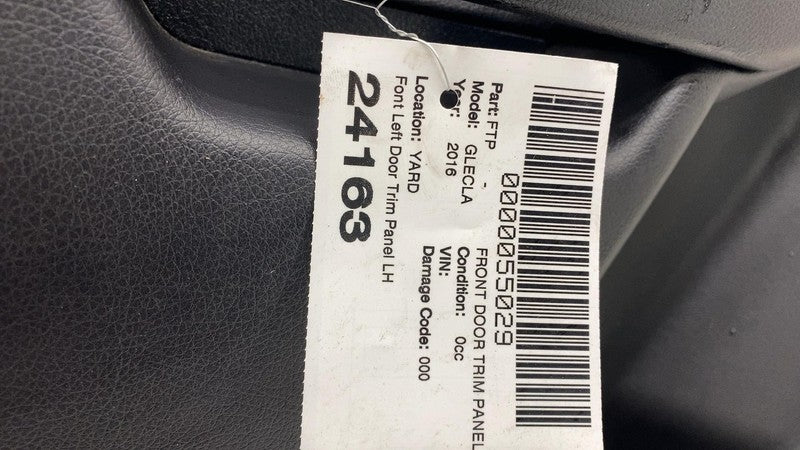 0000055029
Part: FTP - FRONT DOOR TRIM PANEL
Model: GLECLA Condition: 0cc
Year: 2016 VIN:
Location: YARD Damage Code: 000
Font Left Door Trim Panel LH
24163